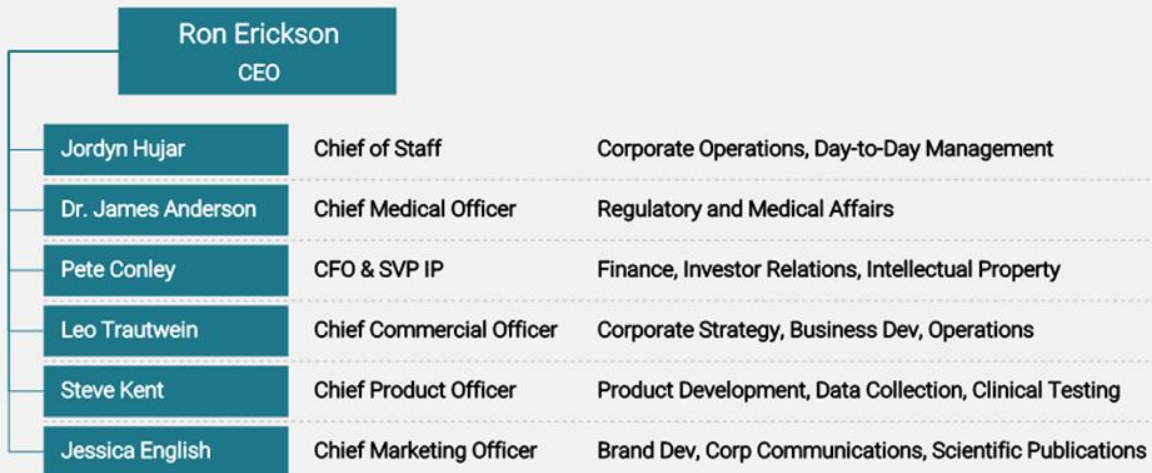 Ron Erickson
CEO
Jordyn Hujar Chief of Staff Corporate Operations, Day-to-Day Management
Dr. James Anderson Chief Medical Officer Regulatory and Medical Affairs
Pete Conley CFO & SVP IP Finance, Investor Relations, Intellectual Property
Leo Trautwein Chief Commercial Officer Corporate Strategy, Business Dev, Operations
Steve Kent Chief Product Officer Product Development, Data Collection, Clinical Testing
Jessica English Chief Marketing Officer Brand Dev, Corp Communications, Scientific Publications